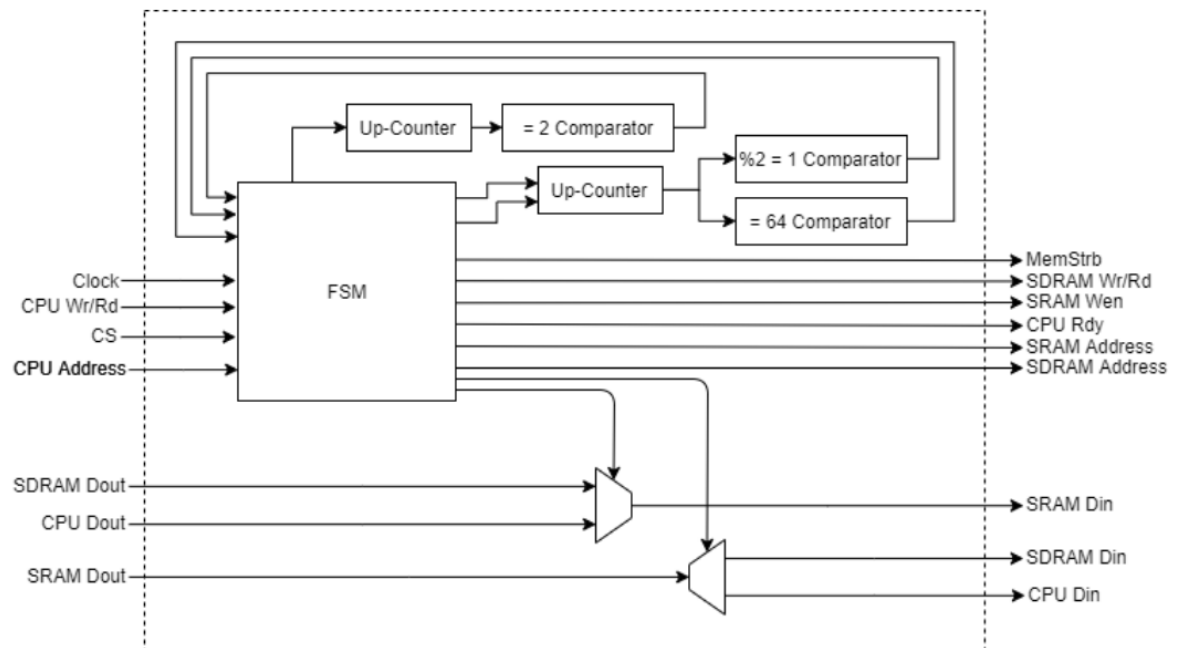 Up-Counter
= 2 Comparator
%2 = 1 Comparator
Up-Counter
= 64 Comparator
FSM
Clock
CPU Wr/Rd
CS
CPU Address
MemStrb
SDRAM Wr/Rd
SRAM Wen
CPU Rdy
SRAM Address
SDRAM Address
SDRAM Dout
CPU Dout
SRAM Dout
SRAM Din
SDRAM Din
CPU Din